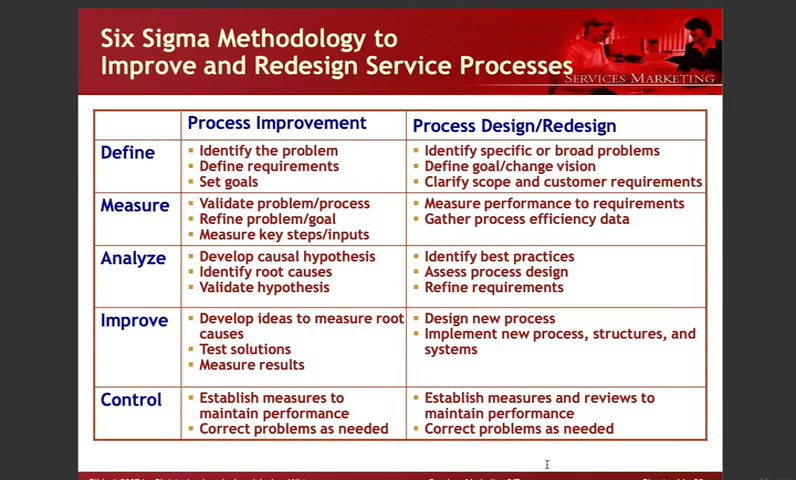 Six Sigma Methodology to
Improve and Redesign Service Processes
SERVICES MARKETING
Process Improvement
Process Design/Redesign
Define
Identify the problem
Define requirements
Set goals
Identify specific or broad problems
Define goal/change vision
Clarify scope and customer requirements
Measure
Validate problem/process
Refine problem/goal
Measure key steps/inputs
Measure performance to requirements
Gather process efficiency data
Analyze
Develop causal hypothesis
Identify root causes
Validate hypothesis
Identify best practices
Assess process design
Refine requirements
Improve
Develop ideas to measure root
causes
Test solutions
Measure results
Design new process
Implement new process, structures, and
systems
Control
Establish measures to
maintain performance
Correct problems as needed
Establish measures and reviews to
maintain performance
Correct problems as needed